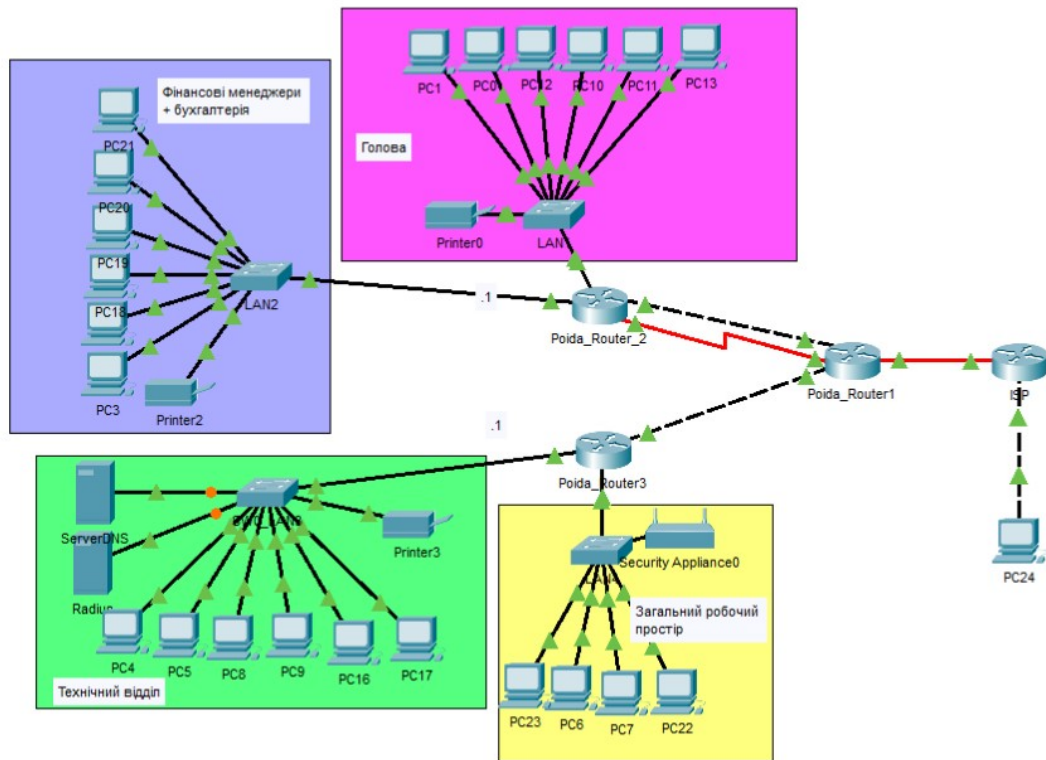 PC1
PC0
PC12
PC10
PC11
PC13
Голова
Printer0
LAN
Фінансові менеджери
+ бухгалтерія
PC21
PC20
PC19
PC18
PC3
Printer2
LAN2
.1
Poida_Router_2
Poida_Router1
ISP
PC24
.1
Poida_Router3
ServerDNS
Radius
Printer3
PC4
PC5
PC8
PC9
PC16
PC17
Технічний відділ
LAN4
Security Appliance0
Загальний робочий
простір
PC23
PC6
PC7
PC22